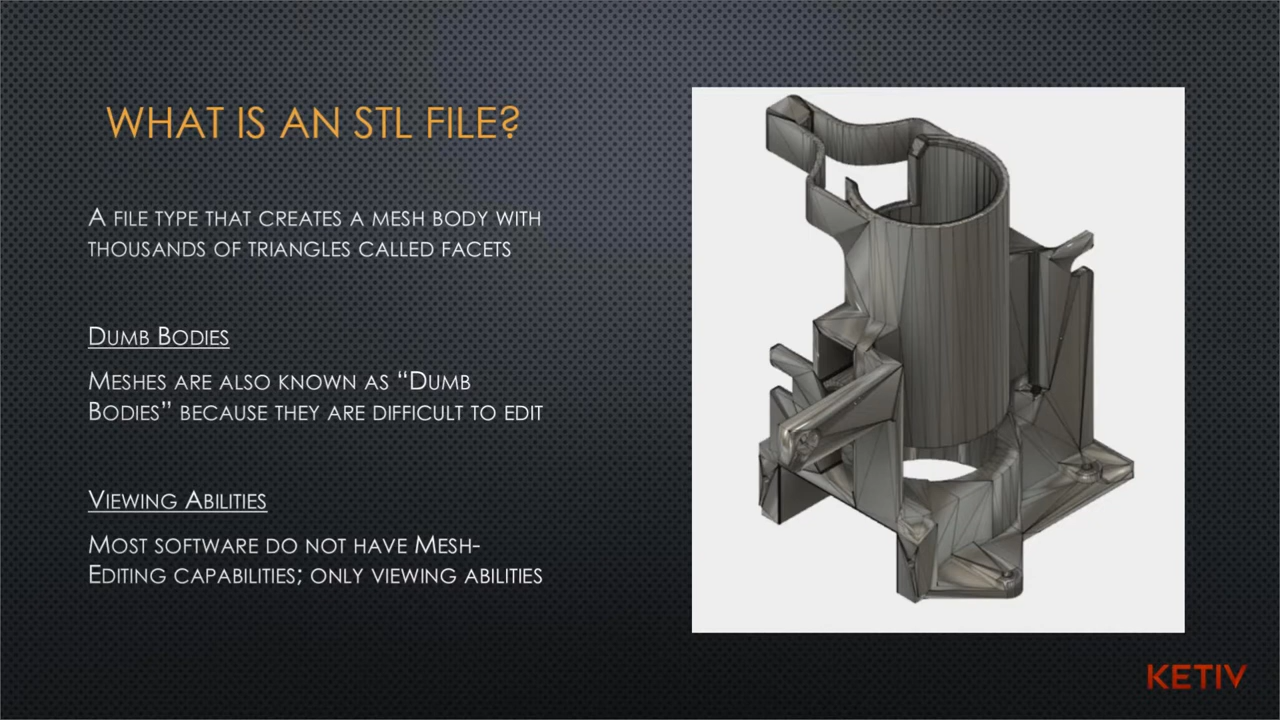 WHAT IS AN STL FILE?
A FILE TYPE THAT CREATES A MESH BODY WITH
THOUSANDS OF TRIANGLES CALLED FACETS
DUMB BODIES
MESHES ARE ALSO KNOWN AS “DUMB
BODIES” BECAUSE THEY ARE DIFFICULT TO EDIT
VIEWING ABILITIES
MOST SOFTWARE DO NOT HAVE MESH-
EDITING CAPABILITIES; ONLY VIEWING ABILITIES
KETIV